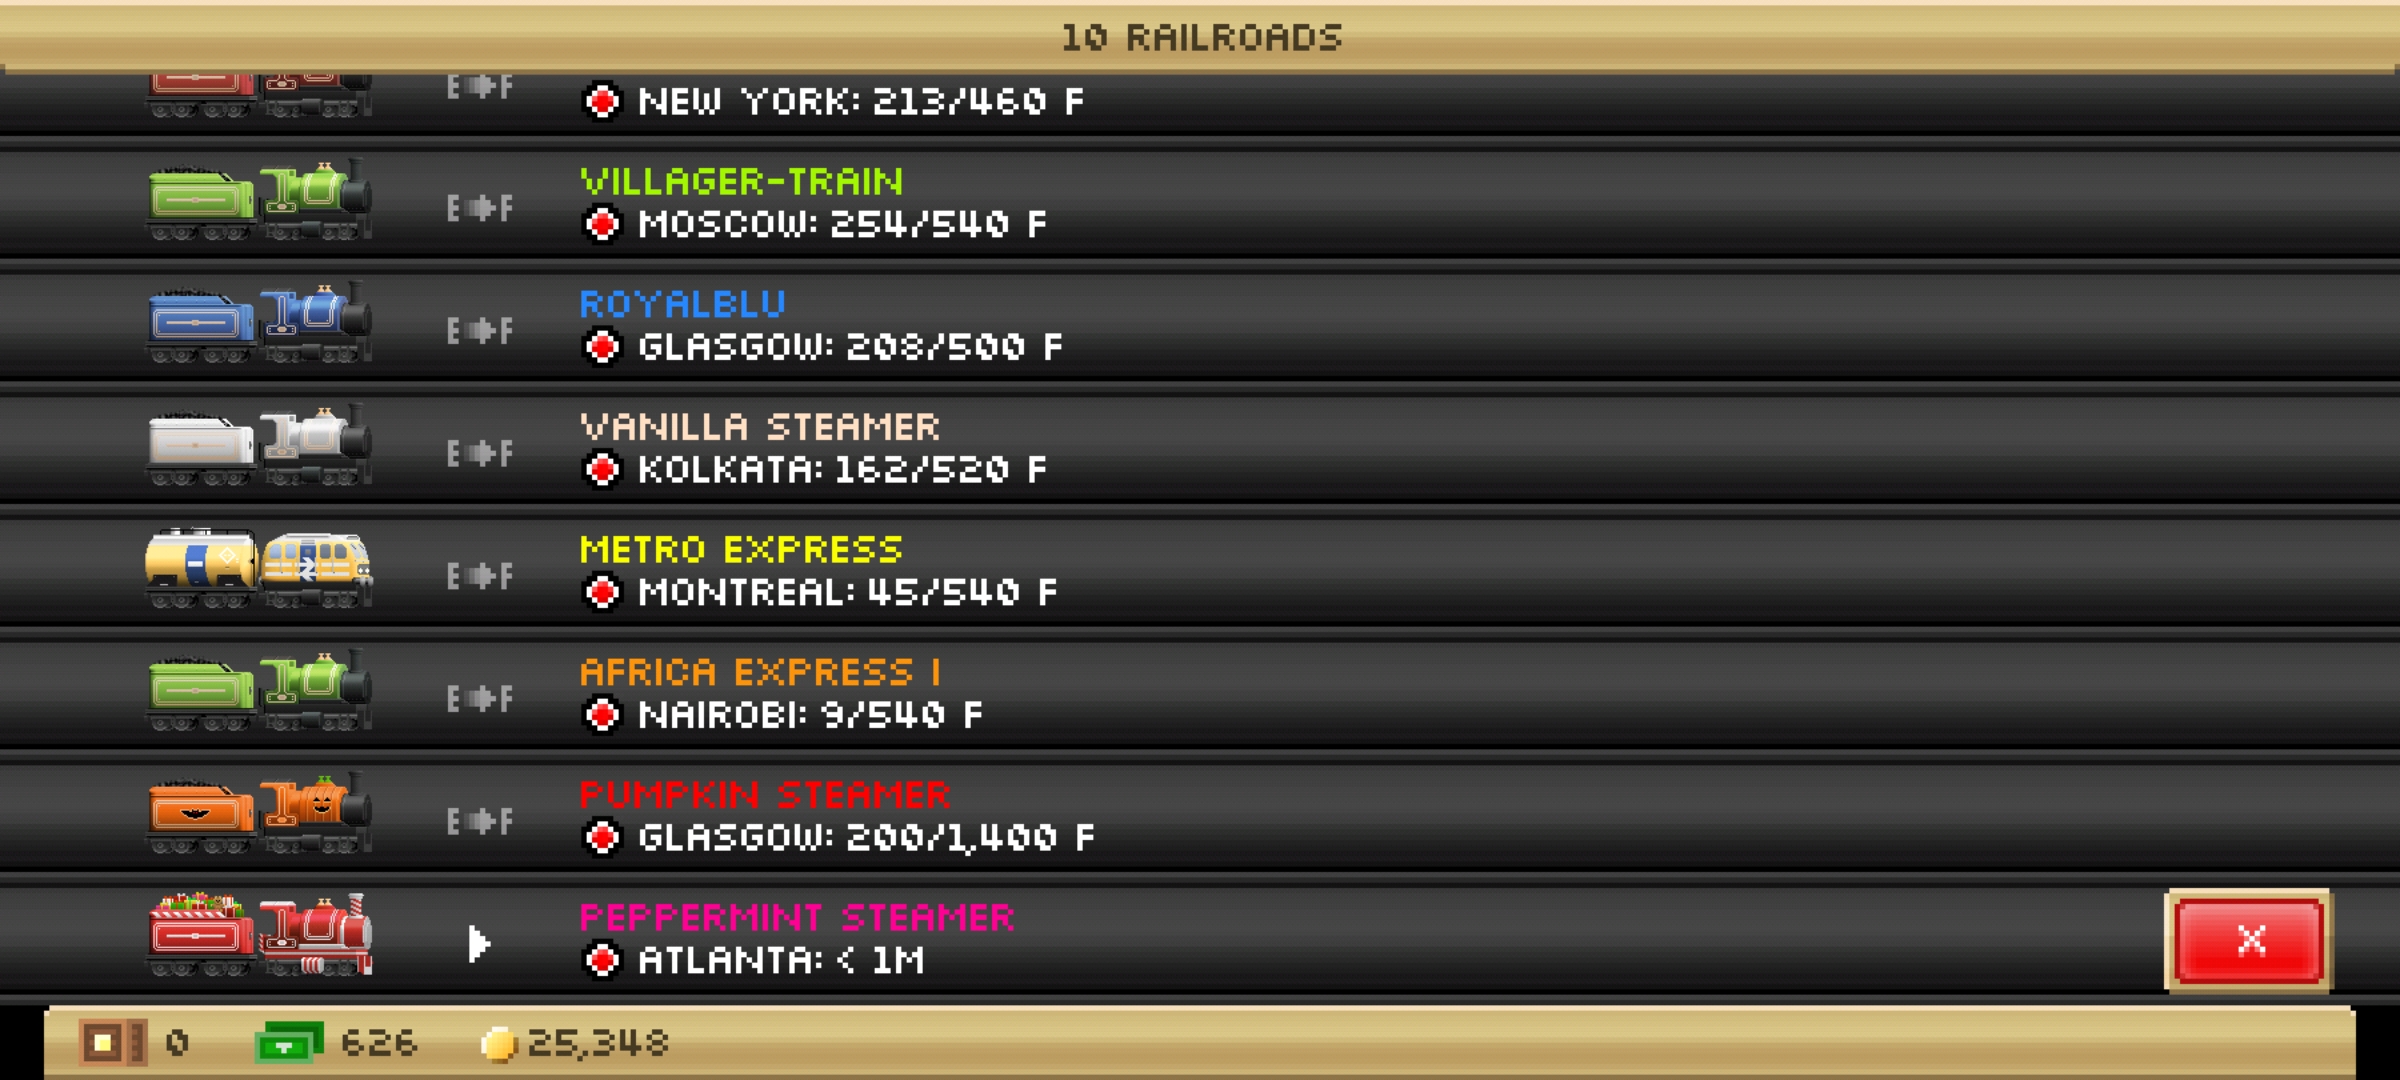 10 RAILROADS
E F
NEW YORK: 213/460 F
VILLAGER-TRAIN
E F
MOSCOW: 254/540 F
ROYALBLU
E F
GLASGOW: 208/500 F
VANILLA STEAMER
E F
KOLKATA: 162/520 F
METRO EXPRESS
E F
MONTREAL: 45/540 F
AFRICA EXPRESS I
E F
NAIROBI: 9/540 F
PUMPKIN STEAMER
E F
GLASGOW: 200/1,400 F
PEPPERMINT STEAMER
ATLANTA: < 1M
X
0 626 25,348